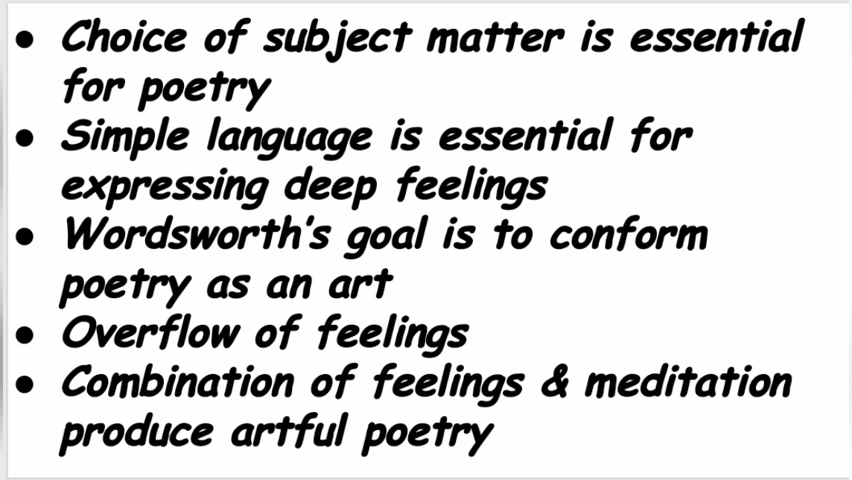 ● Choice of subject matter is essential
for poetry
● Simple language is essential for
expressing deep feelings
● Wordsworth's goal is to conform
poetry as an art
● Overflow of feelings
● Combination of feelings & meditation
produce artful poetry